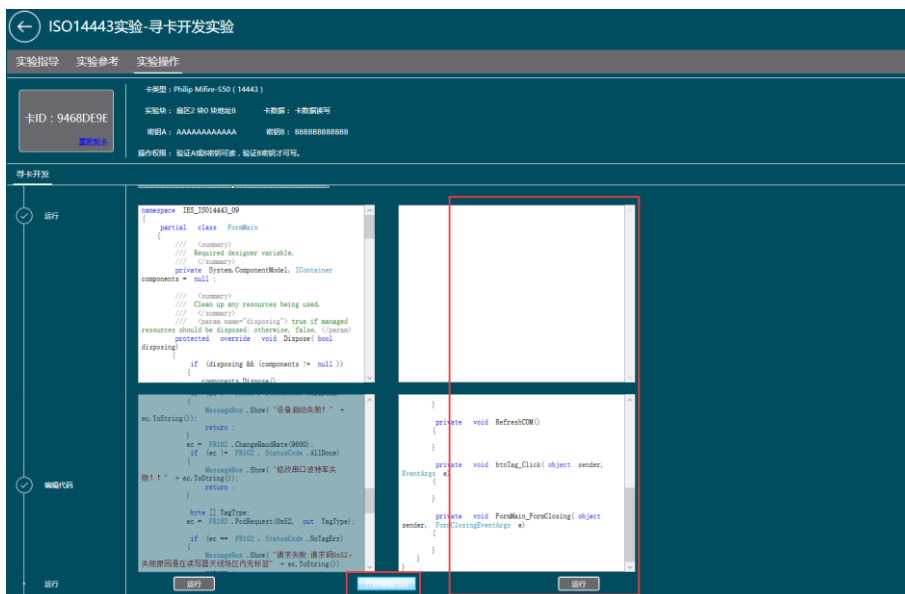 ISO14443实验-寻卡开发实验
实验指导 实验参考 实验操作
卡ID：9468DE9E
重新知卡
卡类型：Philip Mifire-S50 ( 14443 )
实验块： 扇区2 块0 块地址8 卡数据： 卡数据读写
密钥A： AAAAAAAAAAAA 密钥B： BBBBBBBBBBBB
操作权限： 验证A或B密钥可读，验证B密钥才可写。
寻卡开发
运行
namespace IES_ISO14443_09
{
partial class FormMain
{
/// <summary>
/// Required designer variable.
/// </summary>
private System.ComponentModel. IContainer
components = null ;
/// <summary>
/// Clean up any resources being used.
/// </summary>
/// <param name="disposing"> true if managed
resources should be disposed; otherwise, false. </param>
protected override void Dispose( bool
disposing)
{
if (disposing && (components != null ))
{
components.Dispose()
编辑代码
{
MessageBox .Show( "设备启动失败！" +
ec.ToString());
return ;
}
ec = FR102 .ChangeBaudRate(9600);
if (ec != FR102 . StatusCode .AllDone)
{
MessageBox .Show( "修改串口波特率失
败！！" + ec.ToString());
return ;
}
byte [] TagType;
ec = FR102 .PcdRequest(0x52, out TagType);
if (ec == FR102 . StatusCode .NoTagErr)
{
MessageBox .Show( "请求失败:请求码0x52,
失败原因是在读写器天线场区内无标签" + ec.ToString());
}
private void RefreshCOM()
{
}
private void btnTag_Click( object sender,
EventArgs e)
{
}
private void FormMain_FormClosing( object
sender, FormClosingEventArgs e)
{
}
}
}
运行
运行
运行